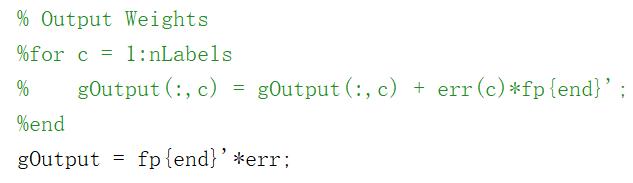 % Output Weights
%for c = 1:nLabels
%    gOutput(:,c) = gOutput(:,c) + err(c)*fp{end}';
%end
gOutput = fp{end}'*err;